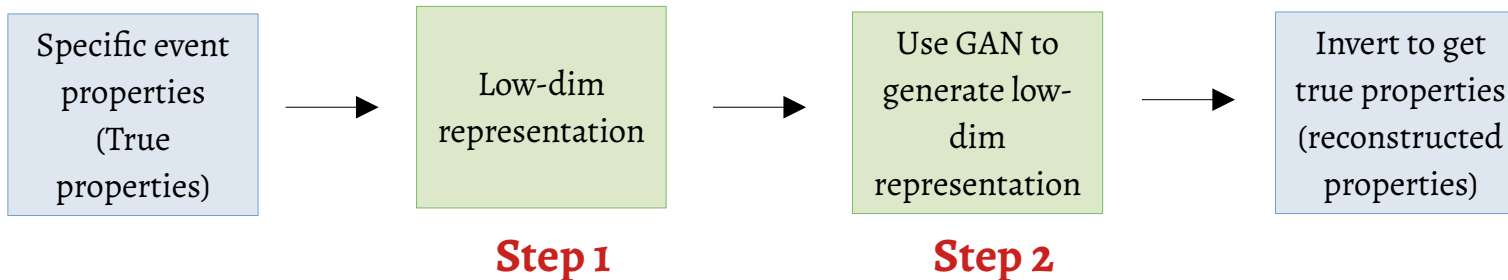 Specific event
properties
(True
properties)
Low-dim
representation
Use GAN to
generate low-
dim
representation
Invert to get
true properties
(reconstructed
properties)
Step 1
Step 2